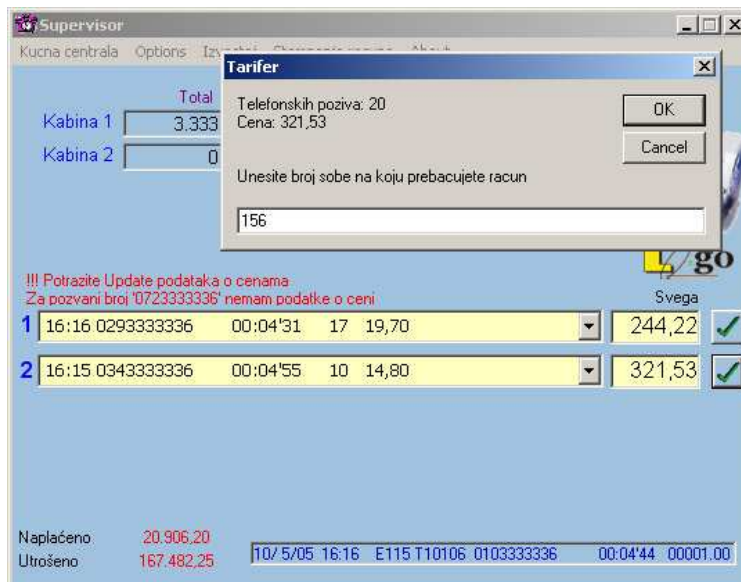 Supervisor
Kucna centrala Options
Tarifer
Telefonskih poziva: 20
Cena: 321,53
OK
Cancel
Unesite broj sobe na koju prebacujete racun
156
Total
Kabina 1 3.333
Kabina 2 0
go
!!! Potrazite Update podataka o cenama
Za pozvani broj '0723333336' nemam podatke o ceni
Svega
1 16:16 0293333336 00:04'31 17 19,70 244,22
2 16:15 0343333336 00:04'55 10 14,80 321,53
Naplaćeno 20.906,20
Utrošeno 167.482,25
10/ 5/05 16:16 E115 T10106 0103333336 00:04'44 00001.00